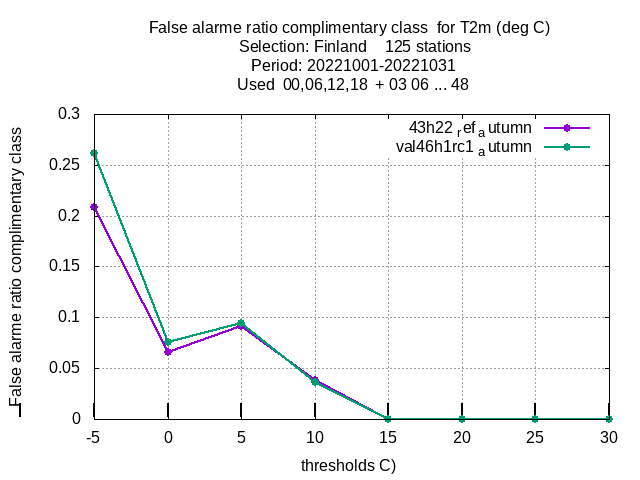 False alarme ratio complimentary class  for T2m (deg C)
Selection: Finland    125 stations
Period: 20221001-20221031
Used  00,06,12,18  + 03 06 ... 48
43h22 ref a utumn
val46h1rc1 a utumn
False alarme ratio complimentary class
0.3
0.25
0.2
0.15
0.1
0.05
0
-5 0 5 10 15 20 25 30
thresholds C)